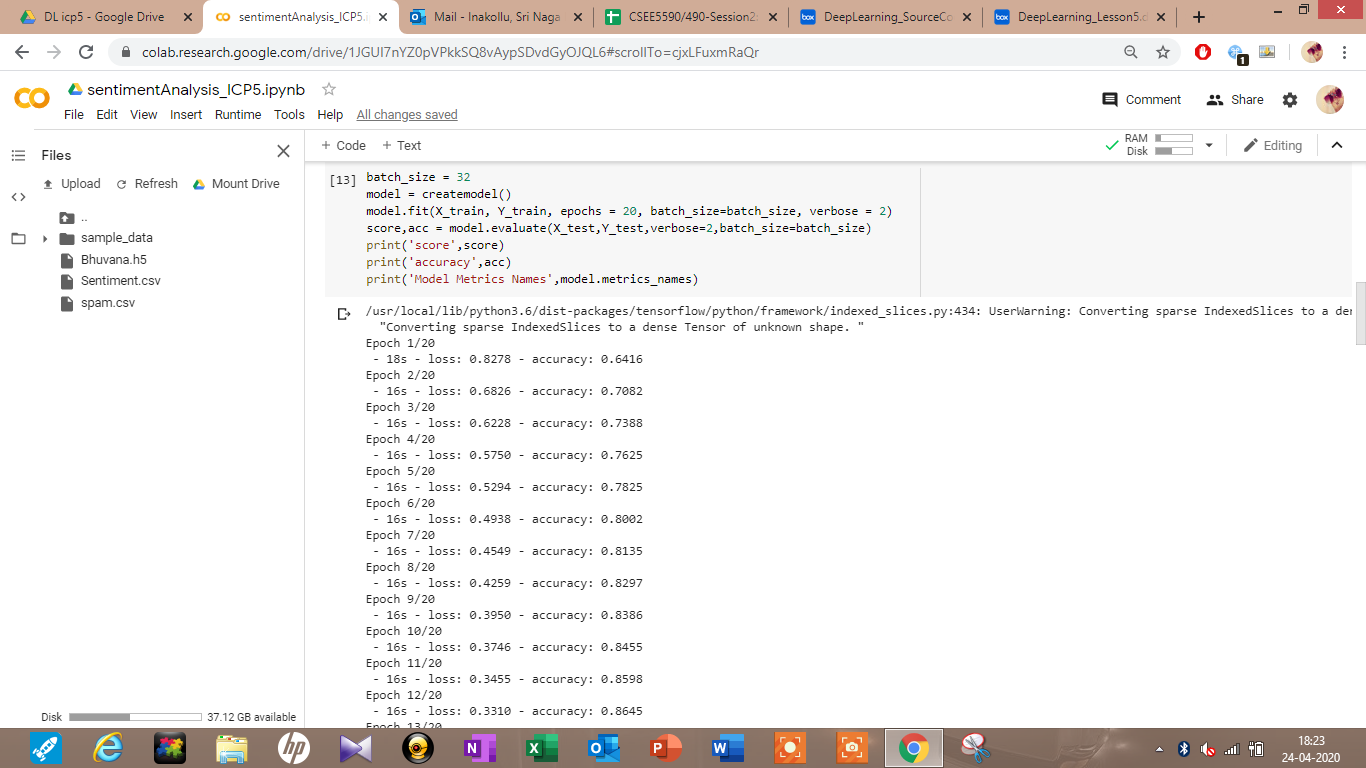 DL icp5 - Google Drive
sentimentAnalysis_ICP5.ipynb
Mail - Inakollu, Sri Naga
CSEE5590/490-Session2
DeepLearning_SourceCo
DeepLearning_Lesson5.
colab.research.google.com/drive/1JGUI7nYZ0pVPkkSQ8vAypSDvdGyOJQL6#scrollTo=cjxLFuxmRaQr
1
CO
sentimentAnalysis_ICP5.ipynb
File Edit View Insert Runtime Tools Help All changes saved
Comment
Share
Files
+ Code + Text
RAM
Disk
Editing
Upload Refresh Mount Drive
..
sample_data
Bhuvana.h5
Sentiment.csv
spam.csv
[13] batch_size = 32
model = createmodel()
model.fit(X_train, Y_train, epochs = 20, batch_size=batch_size, verbose = 2)
score,acc = model.evaluate(X_test,Y_test,verbose=2,batch_size=batch_size)
print('score',score)
print('accuracy',acc)
print('Model Metrics Names',model.metrics_names)
/usr/local/lib/python3.6/dist-packages/tensorflow/python/framework/indexed_slices.py:434: UserWarning: Converting sparse IndexedSlices to a den
"Converting sparse IndexedSlices to a dense Tensor of unknown shape. "
Epoch 1/20
- 18s - loss: 0.8278 - accuracy: 0.6416
Epoch 2/20
- 16s - loss: 0.6826 - accuracy: 0.7082
Epoch 3/20
- 16s - loss: 0.6228 - accuracy: 0.7388
Epoch 4/20
- 16s - loss: 0.5750 - accuracy: 0.7625
Epoch 5/20
- 16s - loss: 0.5294 - accuracy: 0.7825
Epoch 6/20
- 16s - loss: 0.4938 - accuracy: 0.8002
Epoch 7/20
- 16s - loss: 0.4549 - accuracy: 0.8135
Epoch 8/20
- 16s - loss: 0.4259 - accuracy: 0.8297
Epoch 9/20
- 16s - loss: 0.3950 - accuracy: 0.8386
Epoch 10/20
- 16s - loss: 0.3746 - accuracy: 0.8455
Epoch 11/20
- 16s - loss: 0.3455 - accuracy: 0.8598
Epoch 12/20
- 16s - loss: 0.3310 - accuracy: 0.8645
Epoch 13/20
Disk 37.12 GB available
18:23
24-04-2020